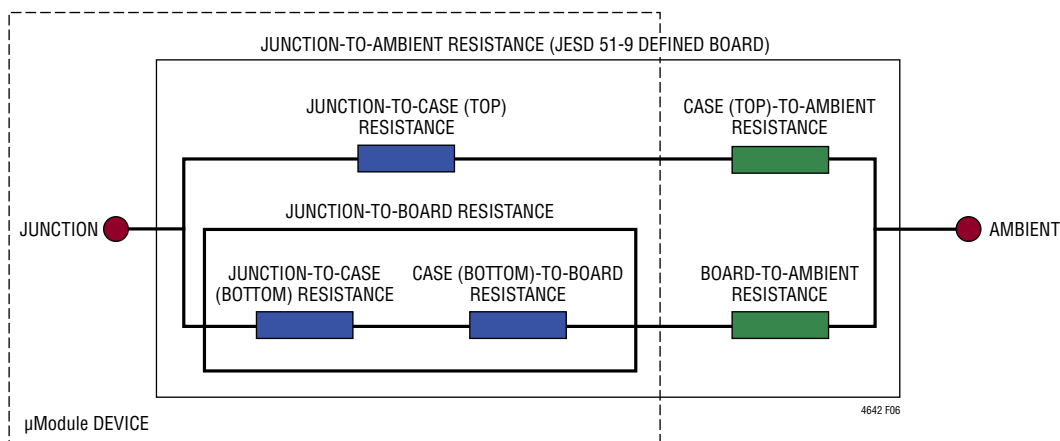 JUNCTION-TO-AMBIENT RESISTANCE (JESD 51-9 DEFINED BOARD)
JUNCTION-TO-CASE (TOP)
RESISTANCE
CASE (TOP)-TO-AMBIENT
RESISTANCE
JUNCTION
JUNCTION-TO-BOARD RESISTANCE
AMBIENT
JUNCTION-TO-CASE
(BOTTOM) RESISTANCE
CASE (BOTTOM)-TO-BOARD
RESISTANCE
BOARD-TO-AMBIENT
RESISTANCE
4642 F06
µModule DEVICE